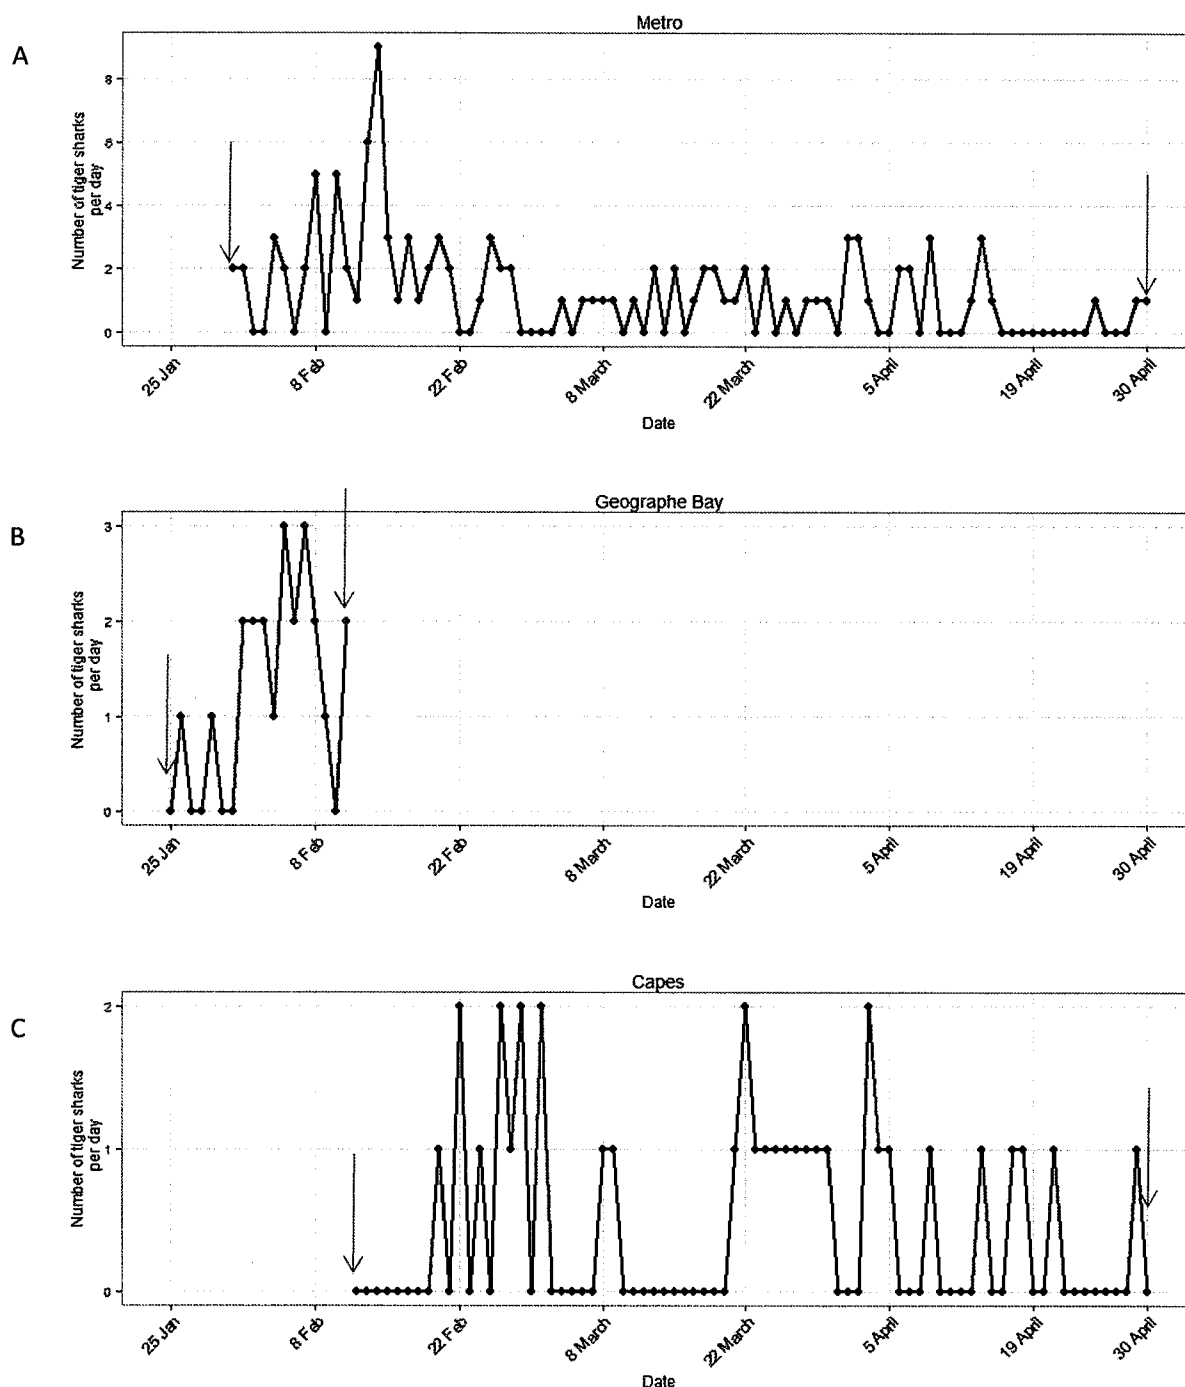 Metro
A
Number of tiger sharks
per day
8
6
4
2
0
25 Jan
8 Feb
22 Feb
8 March
22 March
5 April
19 April
30 April
Date
Geographe Bay
B
Number of tiger sharks
per day
3
2
1
0
25 Jan
8 Feb
22 Feb
8 March
22 March
5 April
19 April
30 April
Date
Capes
C
Number of tiger sharks
per day
2
1
0
25 Jan
8 Feb
22 Feb
8 March
22 March
5 April
19 April
30 April
Date